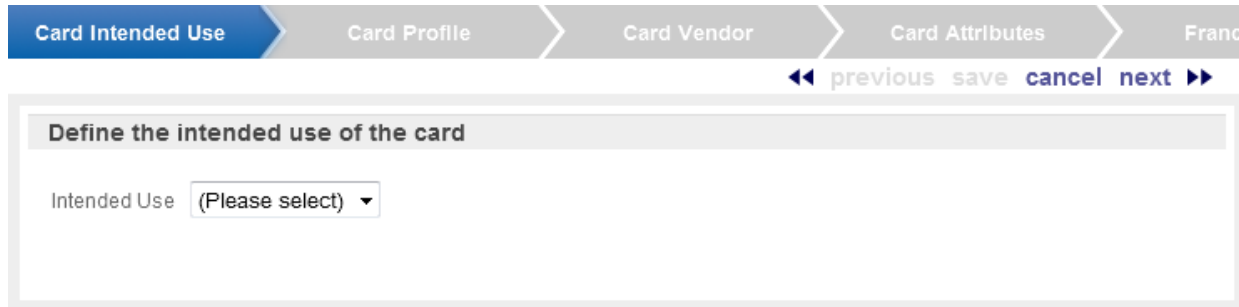 Card Intended Use Card Profile Card Vendor Card Attributes Franc
previous save cancel next
Define the intended use of the card
Intended Use (Please select)